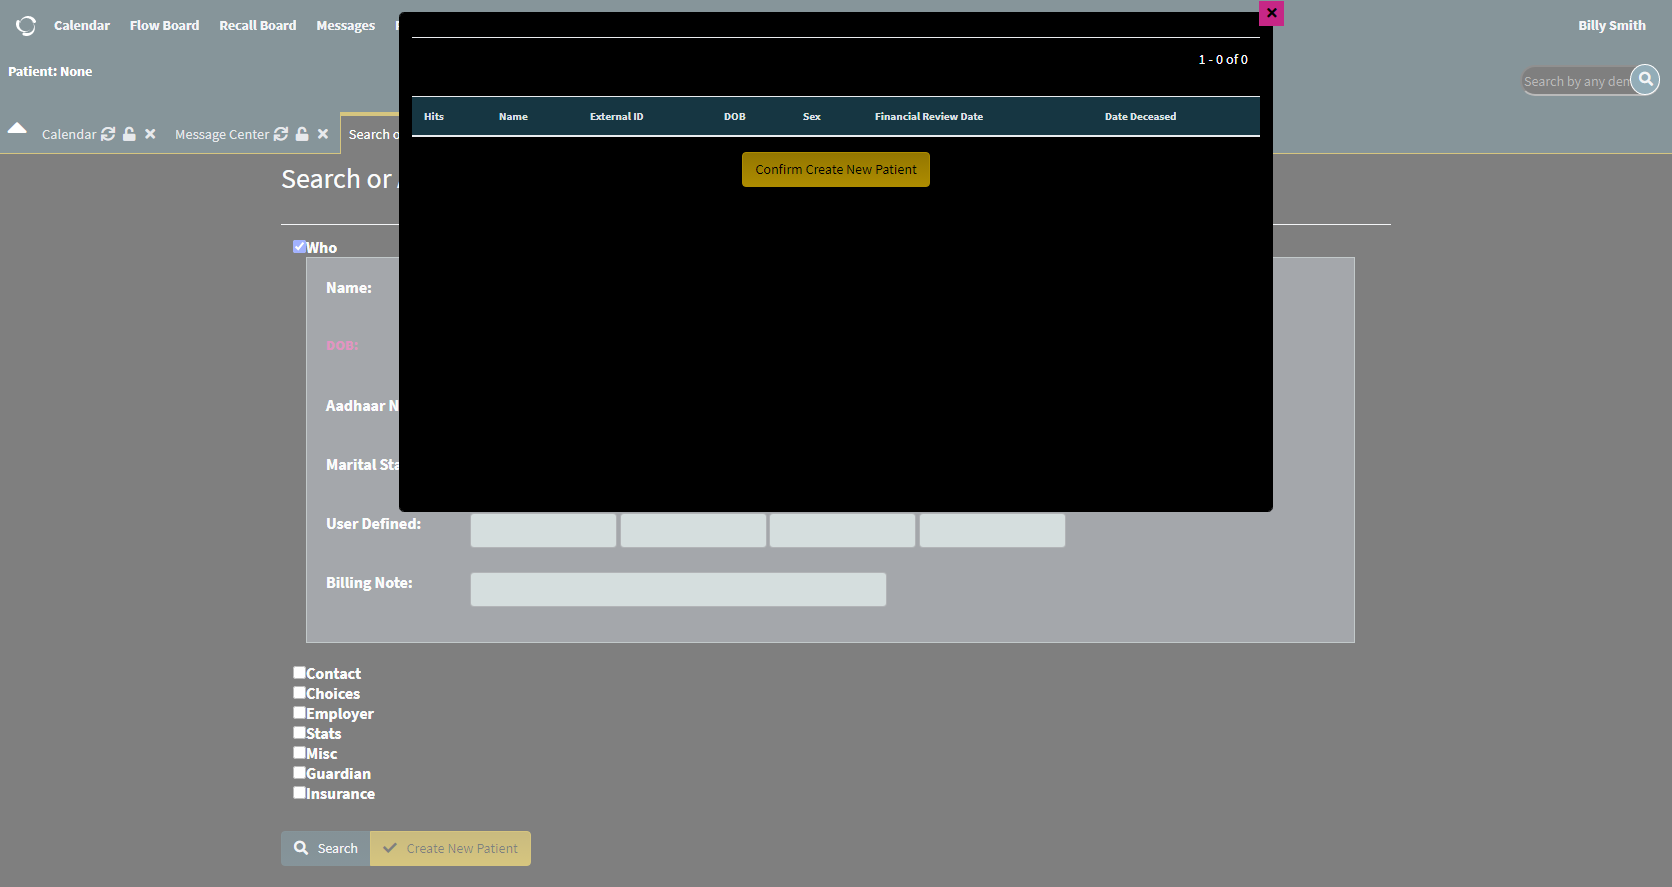 Calendar Flow Board Recall Board Messages
Billy Smith
Patient: None
Search by any den
Calendar
Message Center
Search o
1 - 0 of 0
Hits Name External ID DOB Sex Financial Review Date Date Deceased
Confirm Create New Patient
Search or
Who
Name:
DOB:
Aadhaar N
Marital Sta
User Defined:
Billing Note:
Contact
Choices
Employer
Stats
Misc
Guardian
Insurance
Search
Create New Patient